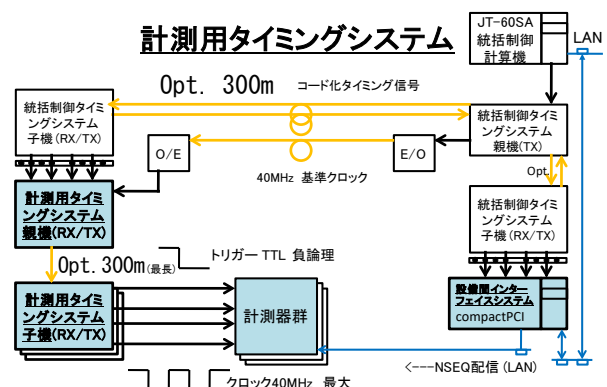 計測用タイミングシステム
JT-60SA
統括制御
計算機
LAN
Opt. 300m
コード化タイミング信号
統括制御タイミ
ングシステム
子機(RX/TX)
O/E
E/O
統括制御タイミ
ングシステム
親機(TX)
40MHz 基準クロック
Opt.
計測用タイミ
ングシステム
親機(RX/TX)
統括制御タイミ
ングシステム
子機(RX/TX)
Opt.300m(最長)
トリガー TTL 負論理
計測用タイミ
ングシステム
子機(RX/TX)
計測器群
設備間インター
フェイスシステム
compactPCI
<---NSEQ配信(LAN)
クロック40MHz 最大